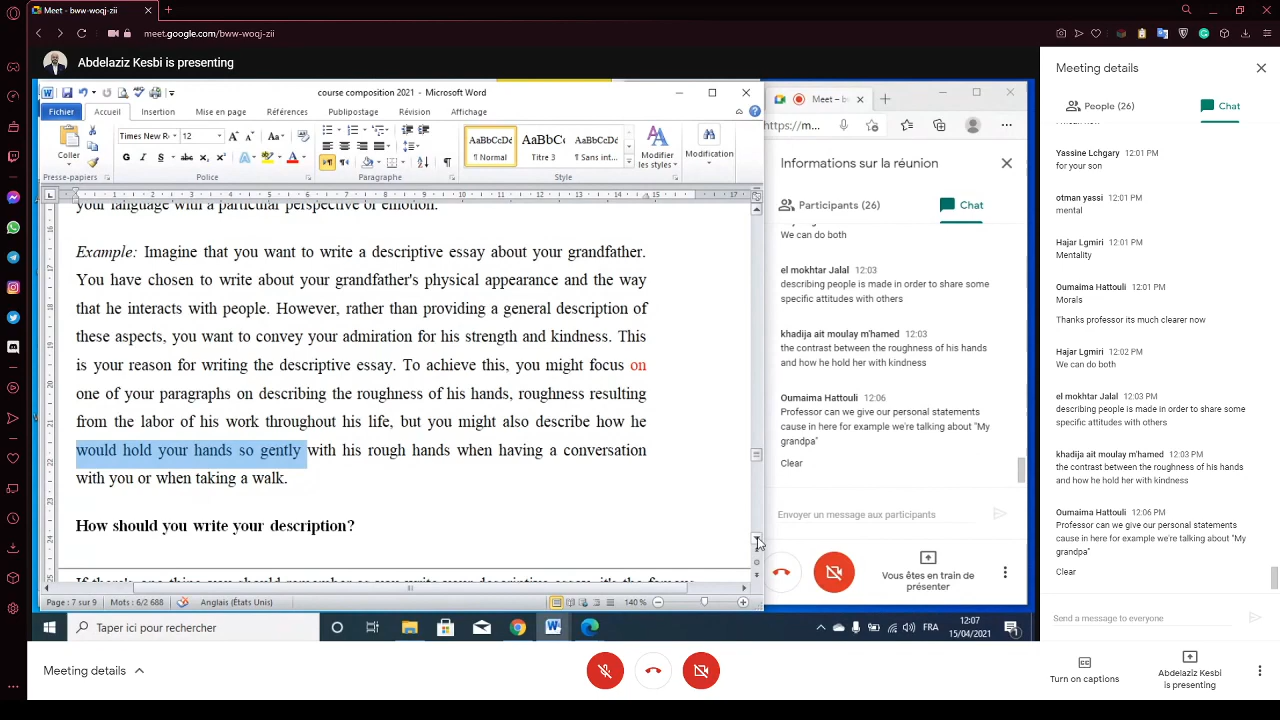 Meet - bww-woqj-zii
meet.google.com/bww-woqj-zii
Abdelaziz Kesbi is presenting
course composition 2021 - Microsoft Word
Fichier Accueil Insertion Mise en page Références Publipostage Révision Affichage
Coller
Presse-papiers
Times New R 12
Police
Paragraphe
AaBbCcDc AaBbCc AaBbCcDc
¶ Normal Titre 3 ¶ Sans int...
Modifier les styles
Style
Modification
your language with a particular perspective or emotion.
Example: Imagine that you want to write a descriptive essay about your grandfather.
You have chosen to write about your grandfather's physical appearance and the way
that he interacts with people. However, rather than providing a general description of
these aspects, you want to convey your admiration for his strength and kindness. This
is your reason for writing the descriptive essay. To achieve this, you might focus on
one of your paragraphs on describing the roughness of his hands, roughness resulting
from the labor of his work throughout his life, but you might also describe how he
would hold your hands so gently with his rough hands when having a conversation
with you or when taking a walk.
How should you write your description?
If there's one thing you should remember as you write your descriptive essay, it's the famous
Page : 7 sur 9 Mots : 6/2 688 Anglais (États Unis) 140 %
Meet – b
https://m...
Informations sur la réunion
Participants (26)
Chat
We can do both
el mokhtar Jalal 12:03
describing people is made in order to share some
specific attitudes with others
khadija ait moulay m'hamed 12:03
the contrast between the roughness of his hands
and how he hold her with kindness
Oumaima Hattouli 12:06
Professor can we give our personal statements
cause in here for example we're talking about "My
grandpa"
Clear
Envoyer un message aux participants
Vous êtes en train de
présenter
Taper ici pour rechercher
FRA
12:07
15/04/2021
Meeting details
People (26)
Chat
Yassine Lchgary 12:01 PM
for your son
otman yassi 12:01 PM
mental
Hajar Lgmiri 12:01 PM
Mentality
Oumaima Hattouli 12:01 PM
Morals
Thanks professor its much clearer now
Hajar Lgmiri 12:02 PM
We can do both
el mokhtar Jalal 12:03 PM
describing people is made in order to share some
specific attitudes with others
khadija ait moulay m'hamed 12:03 PM
the contrast between the roughness of his hands
and how he hold her with kindness
Oumaima Hattouli 12:06 PM
Professor can we give our personal statements
cause in here for example we're talking about "My
grandpa"
Clear
Send a message to everyone
Meeting details
Turn on captions
Abdelaziz Kesbi
is presenting